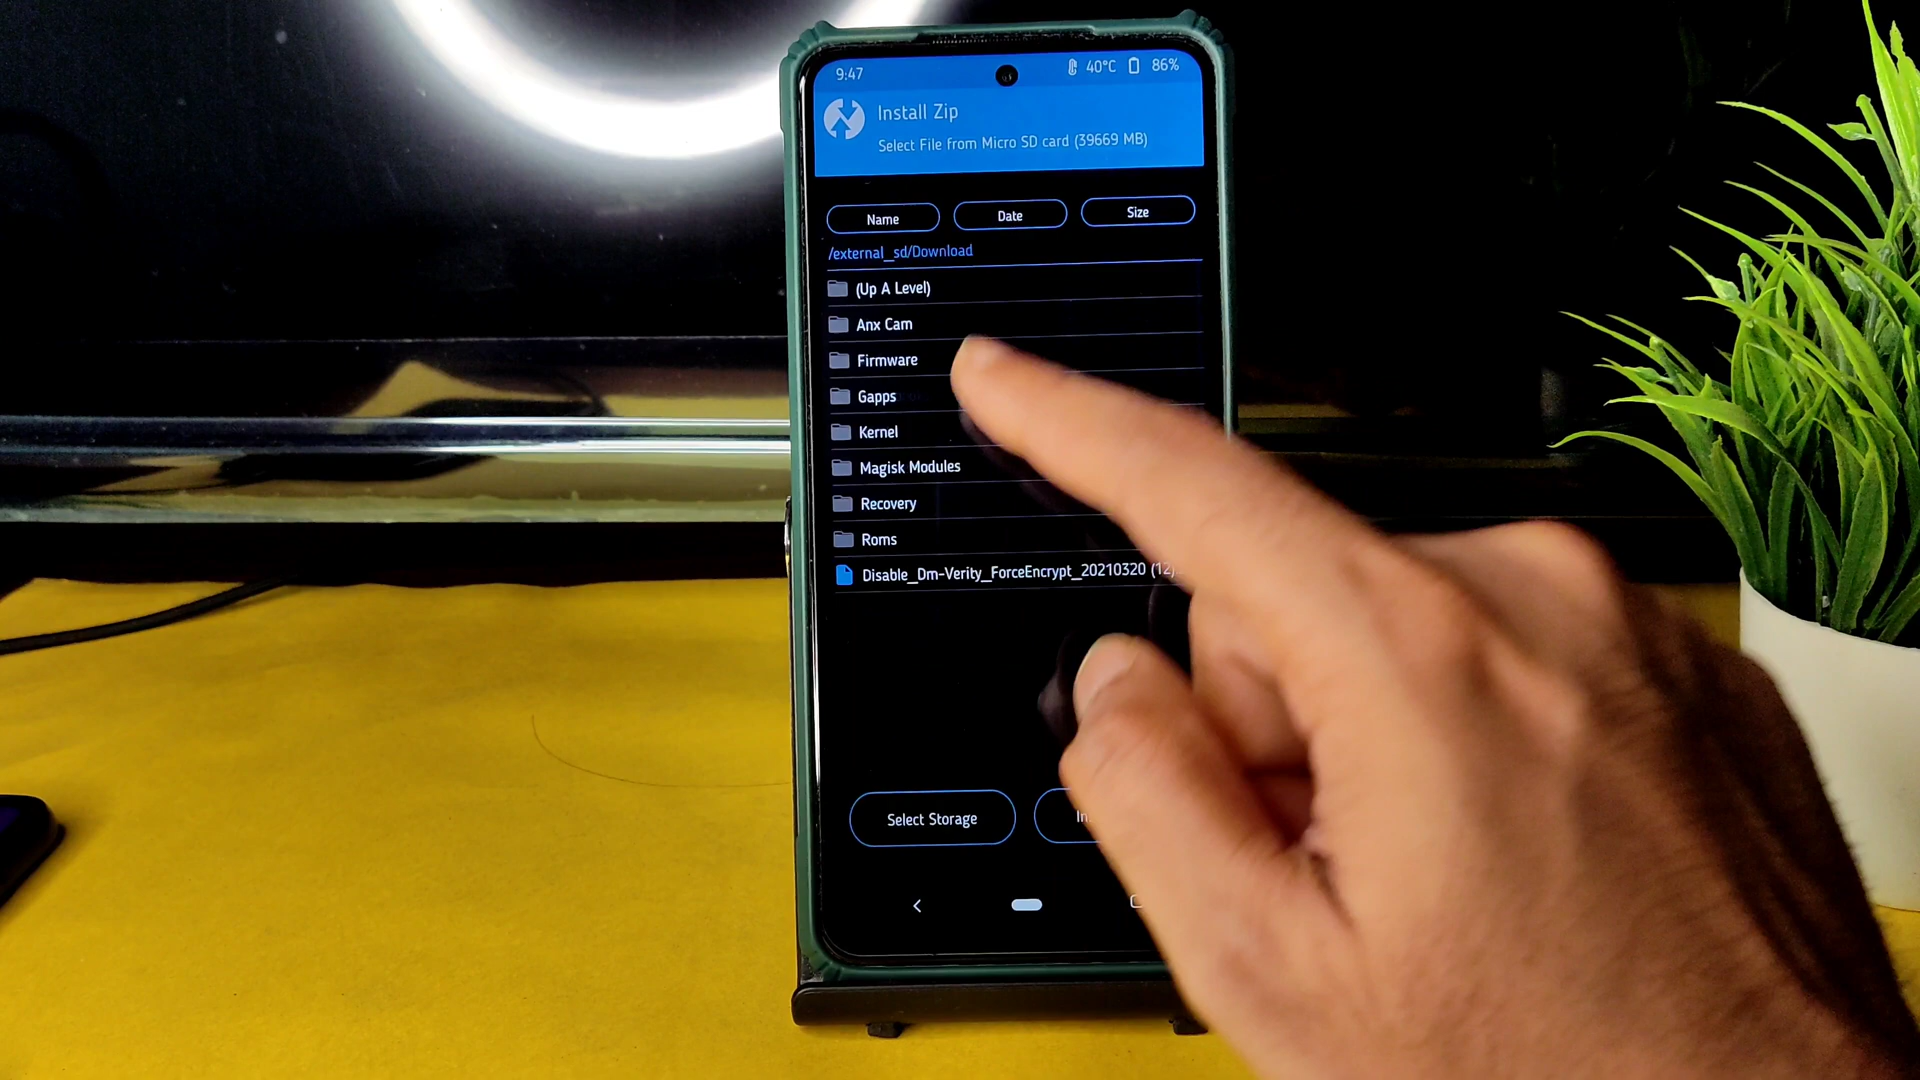 9:47 40°C 86%
Install Zip
Select File from Micro SD card (39669 MB)
Name Date Size
/external_sd/Download
(Up A Level)
Anx Cam
Firmware
Gapps
Kernel
Magisk Modules
Recovery
Roms
Disable_Dm-Verity_ForceEncrypt_20210320 (12)
Select Storage